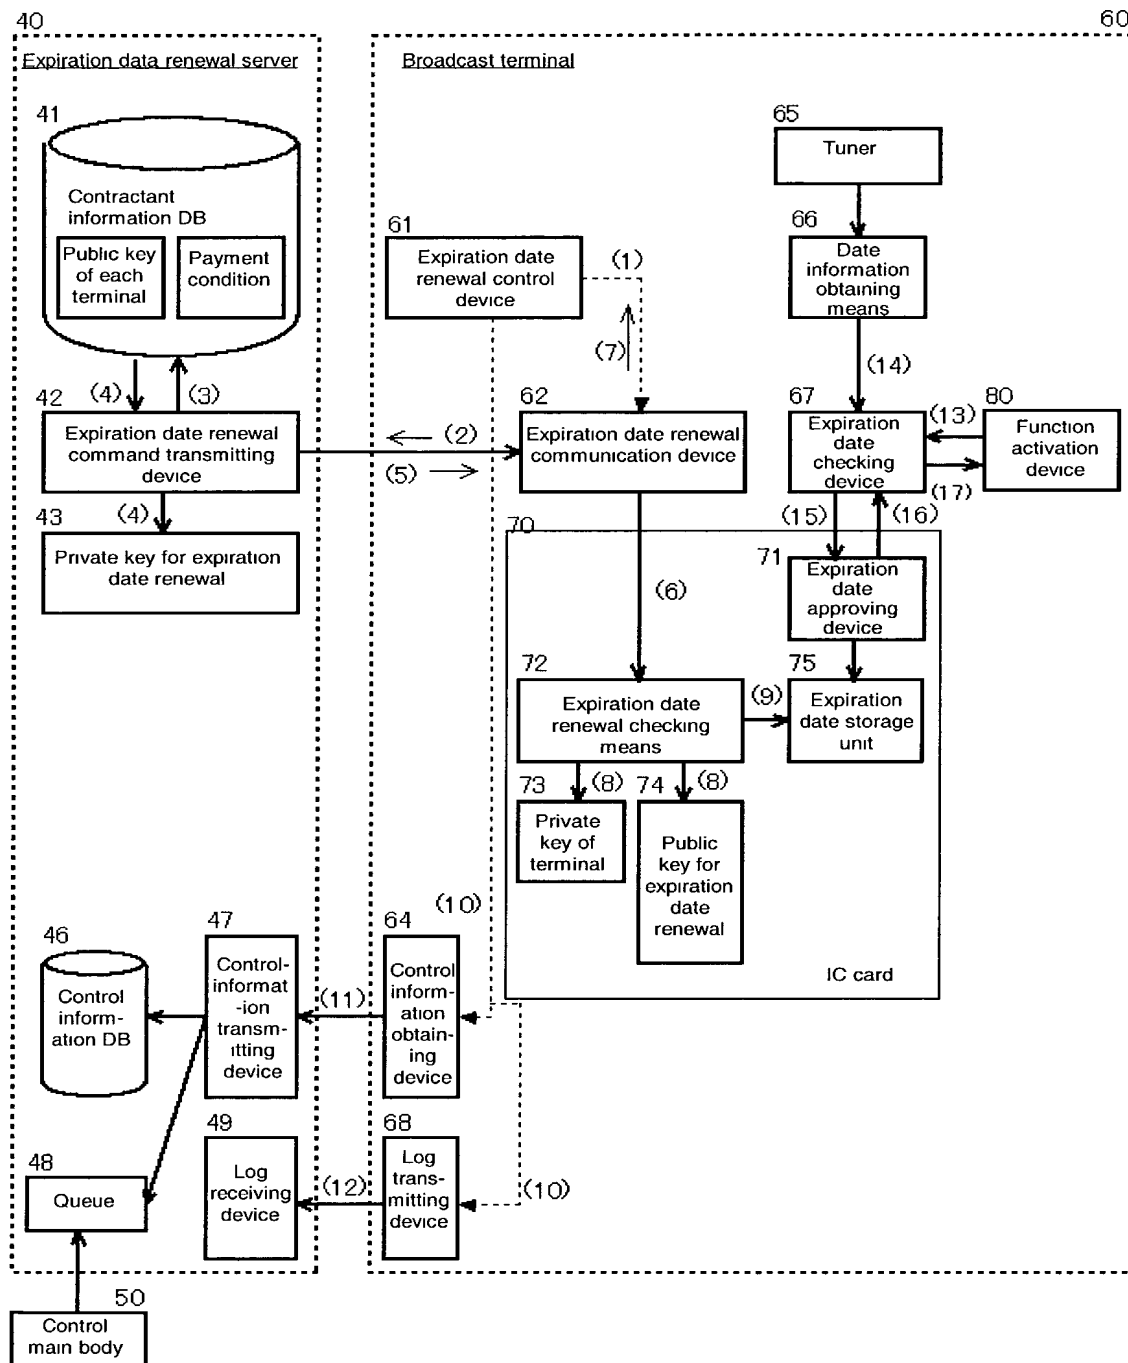 40
60
Expiration data renewal server
Broadcast terminal
41
Contractant
information DB
Public key
of each
terminal
Payment
condition
65
Tuner
66
Date
information
obtaining
means
61
Expiration date
renewal control
device
(1)
(7)
(14)
(4)
(3)
42
Expiration date renewal
command transmitting
device
(2)
(5)
62
Expiration date renewal
communication device
67
Expiration
date
checking
device
(13)
(17)
80
Function
activation
device
(4)
43
Private key for expiration
date renewal
(15)
(16)
70
71
Expiration
date
approving
device
(6)
72
Expiration date
renewal checking
means
(9)
75
Expiration
date storage
unit
73
(8)
74
(8)
Private
key of
terminal
Public
key for
expiration
date
renewal
IC card
(10)
46
Control
inform-
ation DB
47
Control-
informat
-ion
transm-
itting
device
(11)
64
Control
inform-
ation
obtain-
ing
device
48
Queue
49
Log
receiving
device
(12)
68
Log
trans-
mitting
device
(10)
50
Control
main body